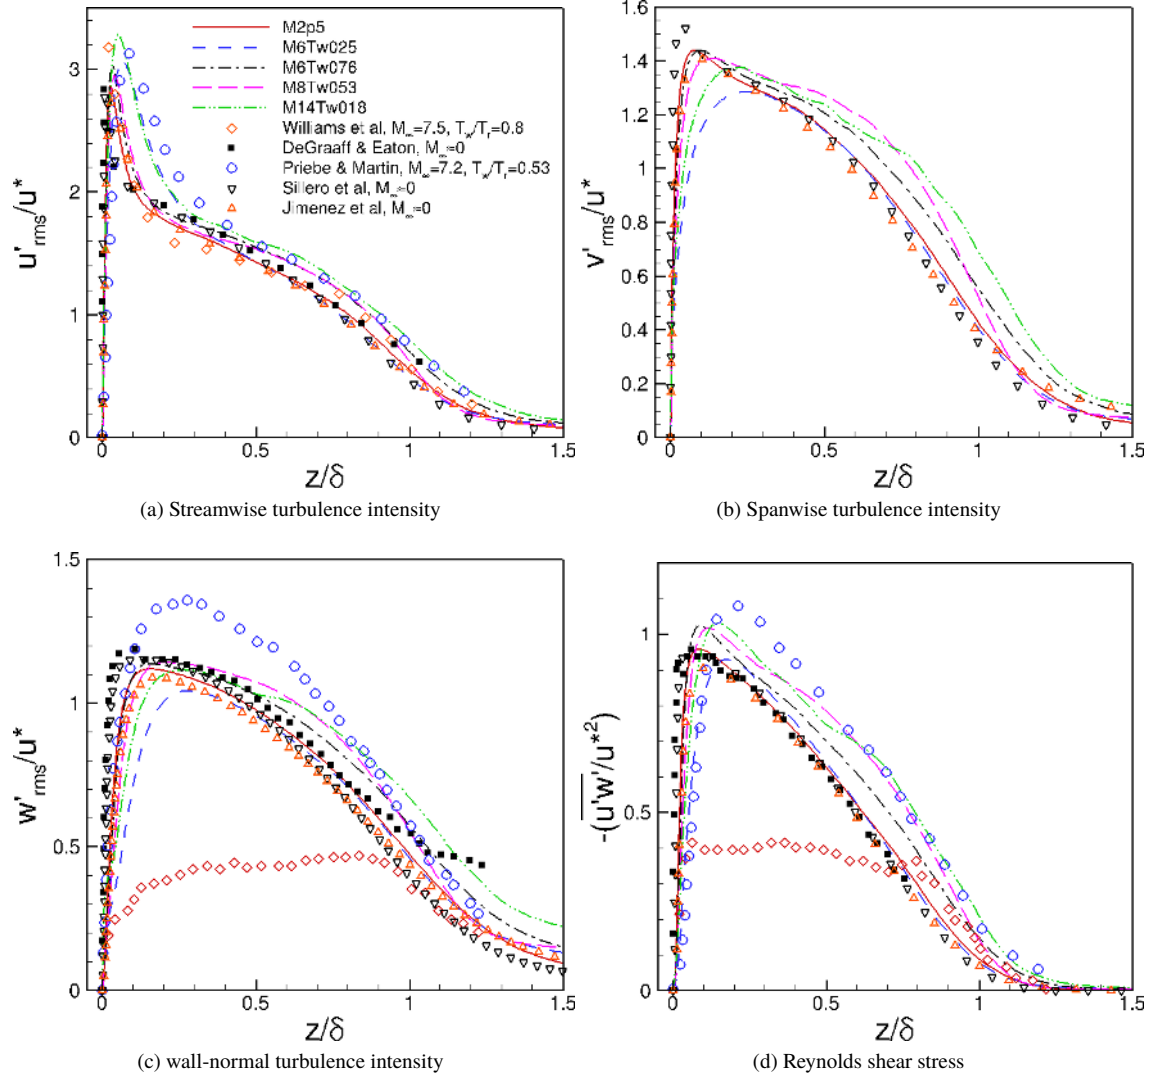 M2p5
M6Tw025
M6Tw076
M8Tw053
M14Tw018
Williams et al, M∞=7.5, Tw/Tr=0.8
DeGraaff & Eaton, M∞≈0
Priebe & Martin, M∞=7.2, Tw/Tr=0.53
Sillero et al, M∞≈0
Jimenez et al, M∞≈0
u'rms/u*
3
2
1
0
0 0.5 1 1.5
z/δ
(a) Streamwise turbulence intensity
v'rms/u*
1.6
1.4
1.2
1
0.8
0.6
0.4
0.2
0
0 0.5 1 1.5
z/δ
(b) Spanwise turbulence intensity
w'rms/u*
1.5
1
0.5
0
0 0.5 1 1.5
z/δ
(c) wall-normal turbulence intensity
-(u'w'/u*2)
1
0.5
0
0 0.5 1 1.5
z/δ
(d) Reynolds shear stress